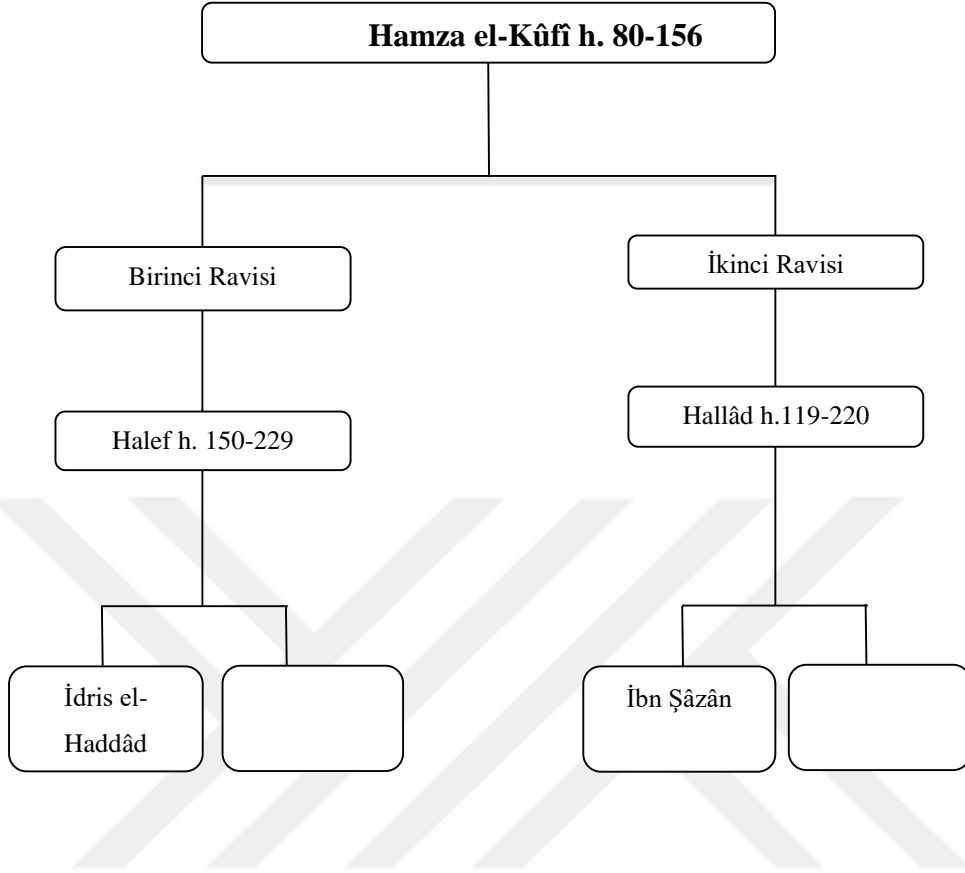 Hamza el-Kûfî h. 80-156
Birinci Ravisi
İkinci Ravisi
Halef h. 150-229
Hallâd h.119-220
İdris el-
Haddâd
İbn Şâzân